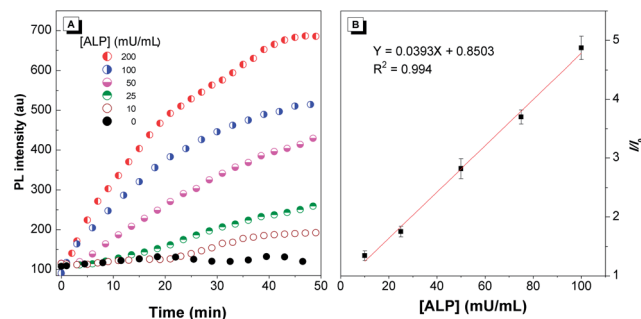 A
[ALP] (mU/mL)
200
100
50
25
10
0
PL intensity (au)
700
600
500
400
300
200
100
0 10 20 30 40 50
Time (min)
B
Y = 0.0393X + 0.8503
R² = 0.994
I/I₀
5
4
3
2
1
0 20 40 60 80 100
[ALP] (mU/mL)